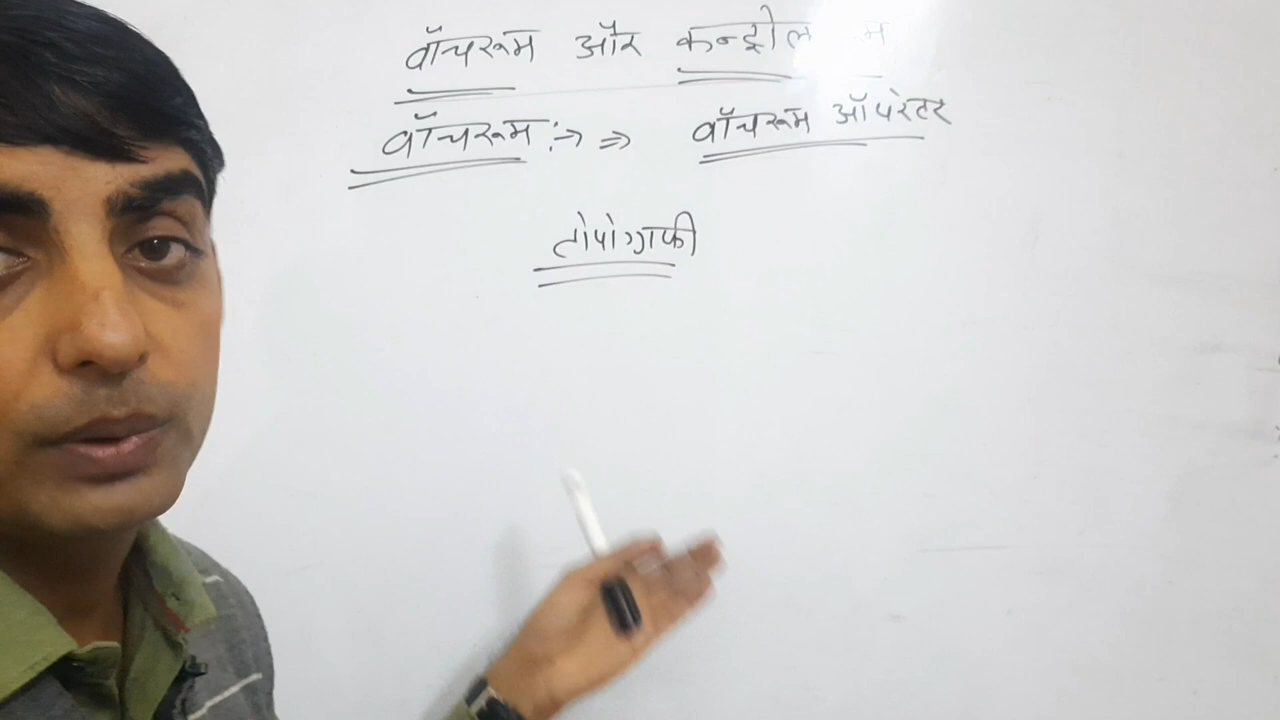 वॉचरूम और कन्ट्रोल म
वॉचरूम :→ ⇒ वॉचरूम ऑपरेटर
टोपोग्राफी